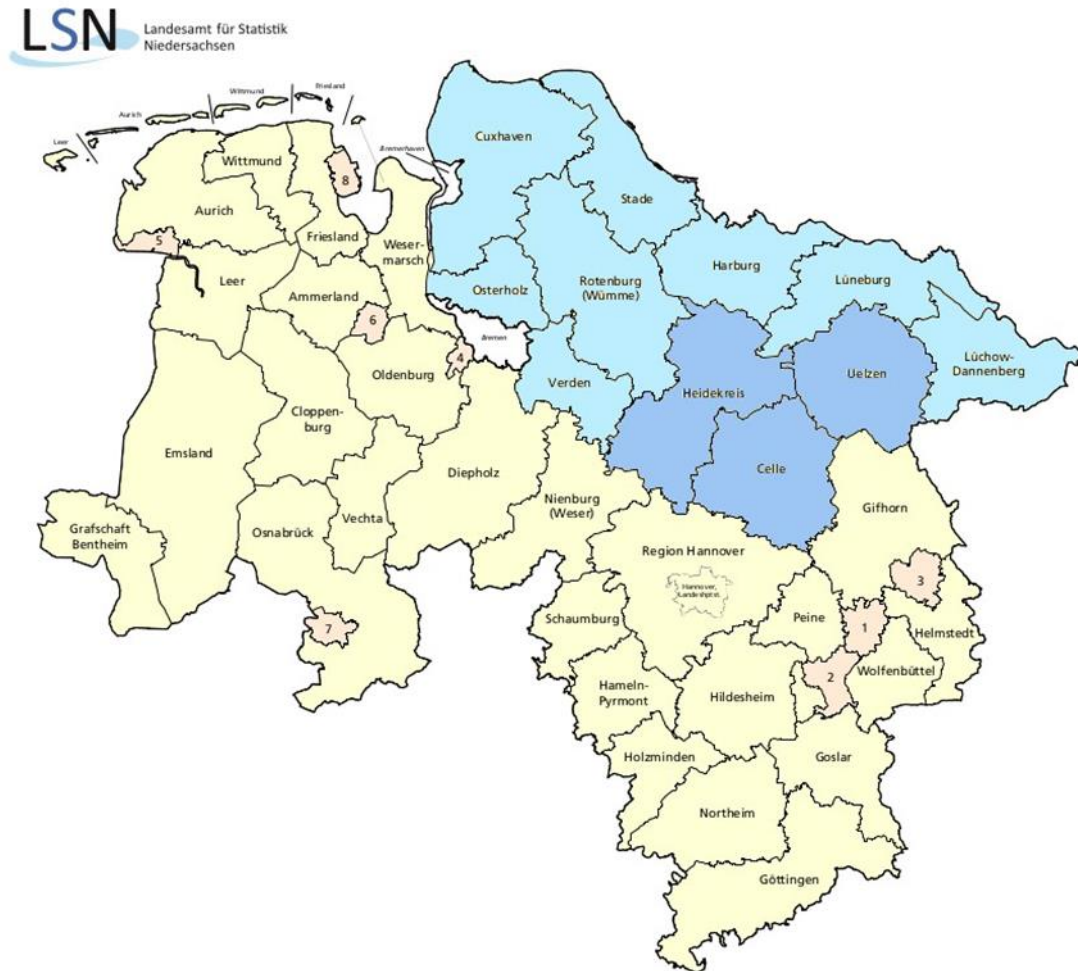 LSN
Landesamt für Statistik
Niedersachsen
Leer
Aurich
Wittmund
Friesland
Bremerhaven
Cuxhaven
Stade
Wittmund
8
Aurich
5
Friesland
Weser-
marsch
Leer
Ammerland
6
Osterholz
Rotenburg
(Wümme)
Harburg
Lüneburg
Bremen
4
Oldenburg
Verden
Heidekreis
Uelzen
Lüchow-
Dannenberg
Cloppen-
burg
Emsland
Diepholz
Celle
Nienburg
(Weser)
Vechta
Osnabrück
Grafschaft
Bentheim
Gifhorn
Region Hannover
Hannover,
Landeshptst.
3
7
Schaumburg
Peine
1
Helmstedt
2
Wolfenbüttel
Hameln-
Pyrmont
Hildesheim
Holzminden
Goslar
Northeim
Göttingen